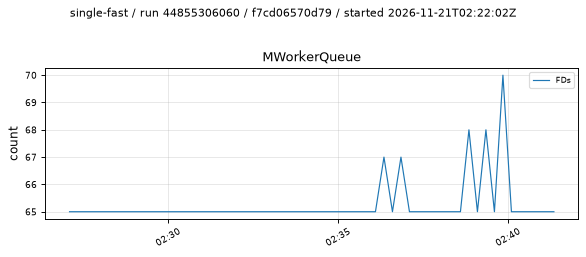 single-fast / run 44855306060 / f7cd06570d79 / started 2026-11-21T02:22:02Z
MWorkerQueue
FDs
count
70
69
68
67
66
65
02:30
02:35
02:40